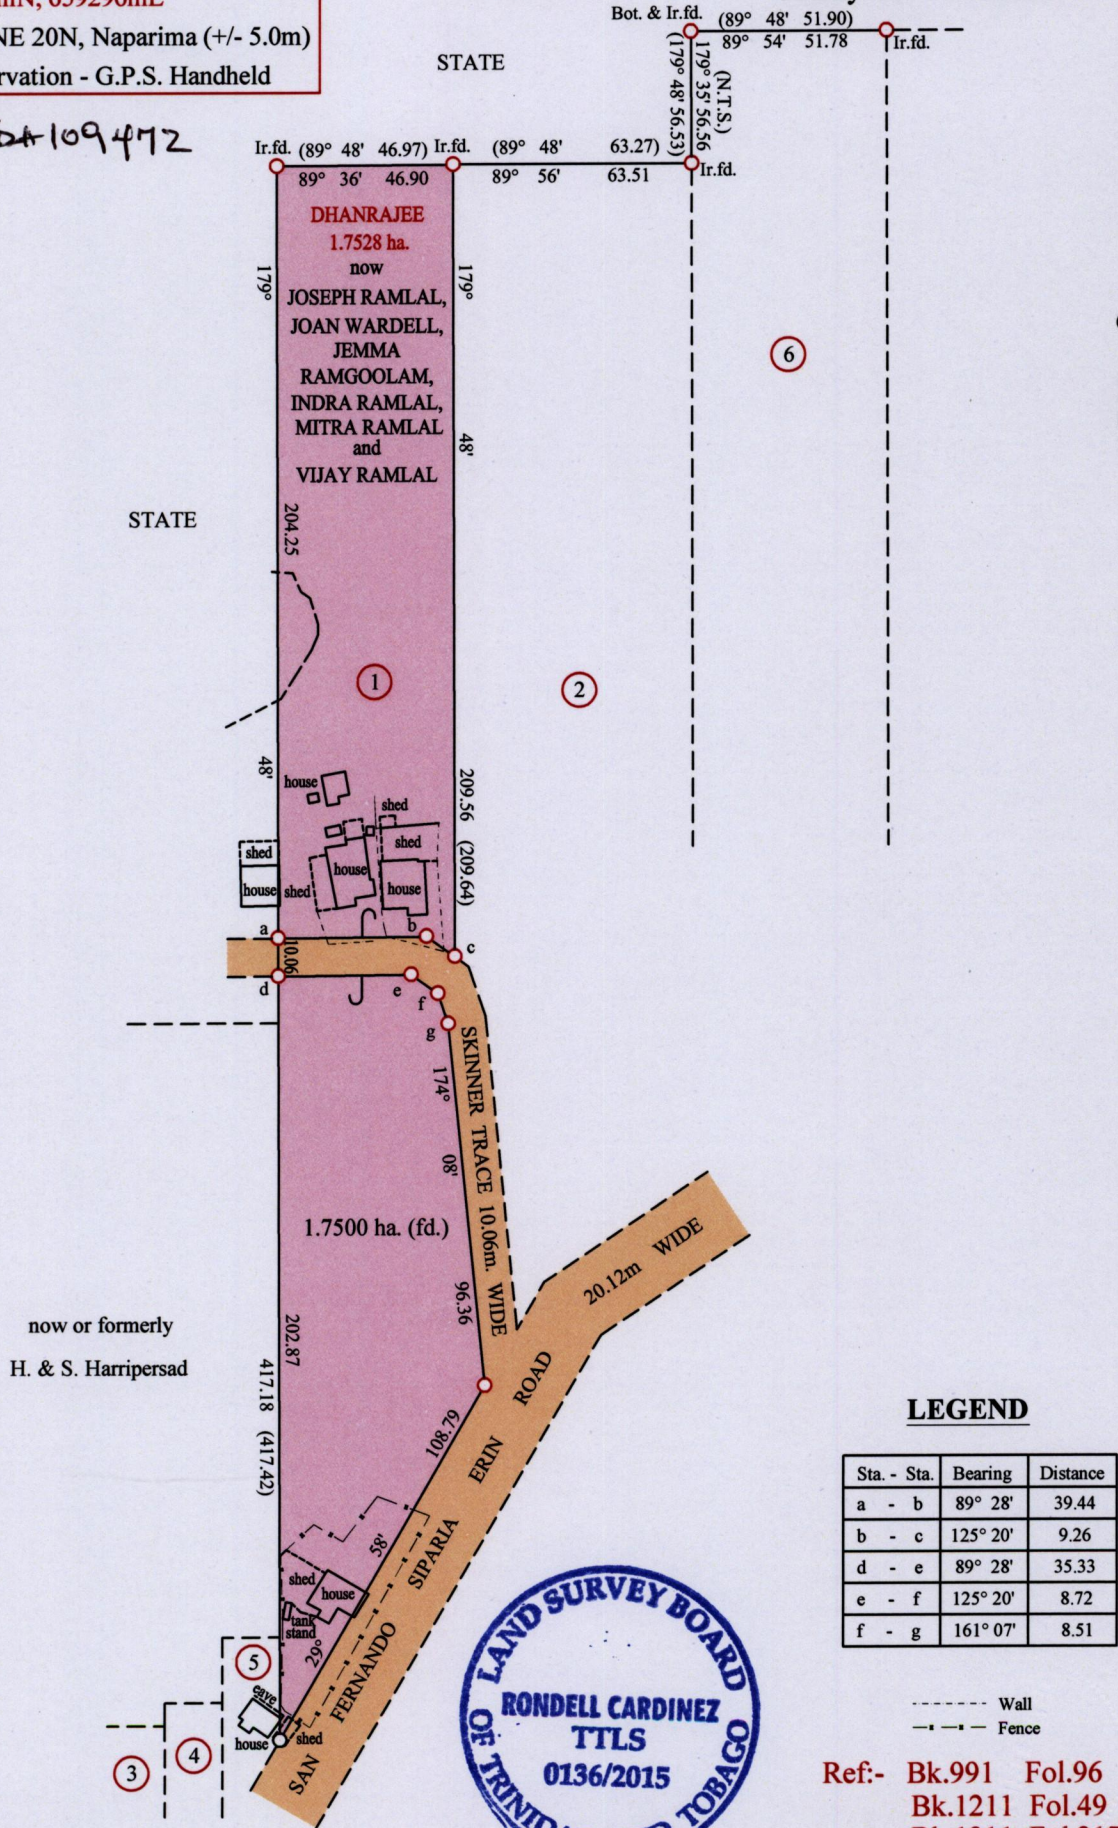 659296mE
NE 20N, Naparima (+/- 5.0m)
rvation - G.P.S. Handheld
109472
STATE
Bot. & Ir.fd.
(89° 48' 51.90)
89° 54' 51.78
Ir.fd.
(179° 48' 56.53)
179° 35' 56.56
(N.T.S.)
Ir.fd.
Ir.fd. (89° 48' 46.97) Ir.fd. (89° 48' 63.27)
89° 36' 46.90
89° 56' 63.51
DHANRAJEE
1.7528 ha.
now
JOSEPH RAMLAL,
JOAN WARDELL,
JEMMA
RAMGOOLAM,
INDRA RAMLAL,
MITRA RAMLAL
and
VIJAY RAMLAL
179°
179°
48'
6
STATE
204.25
1
2
48'
209.56 (209.64)
house
shed
shed
shed
house
shed
house
house
a
b
c
10.06
d
e
f
g
SKINNER TRACE 10.06m. WIDE
174°
08'
96.36
1.7500 ha. (fd.)
20.12m WIDE
now or formerly
H. & S. Harripersad
202.87
417.18 (417.42)
108.79
58'
29°
SAN FERNANDO SIPARIA ERIN ROAD
shed
house
tank
stand
5
eave
house
shed
4
3
LEGEND
Sta. - Sta. Bearing Distance
a - b 89° 28' 39.44
b - c 125° 20' 9.26
d - e 89° 28' 35.33
e - f 125° 20' 8.72
f - g 161° 07' 8.51
Wall
Fence
LAND SURVEY BOARD
RONDELL CARDINEZ
TTLS
0136/2015
OF TRINID TOBAGO
Ref:- Bk.991 Fol.96
Bk.1211 Fol.49